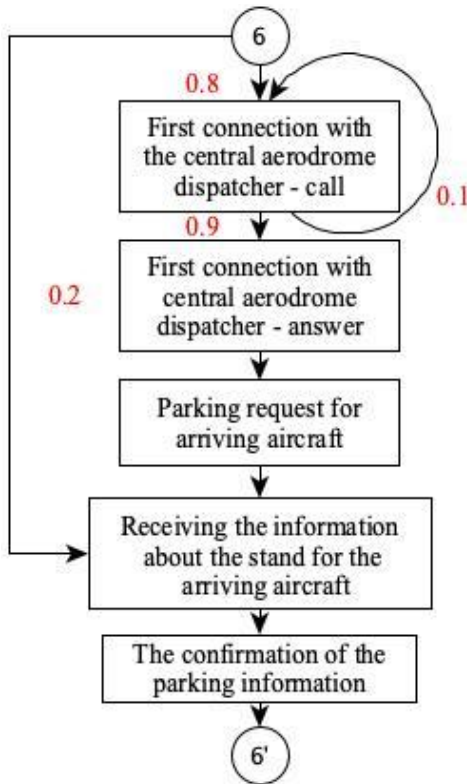 6
0.8
First connection with
the central aerodrome
dispatcher - call
0.1
0.9
First connection with
central aerodrome
dispatcher - answer
0.2
Parking request for
arriving aircraft
Receiving the information
about the stand for the
arriving aircraft
The confirmation of the
parking information
6'